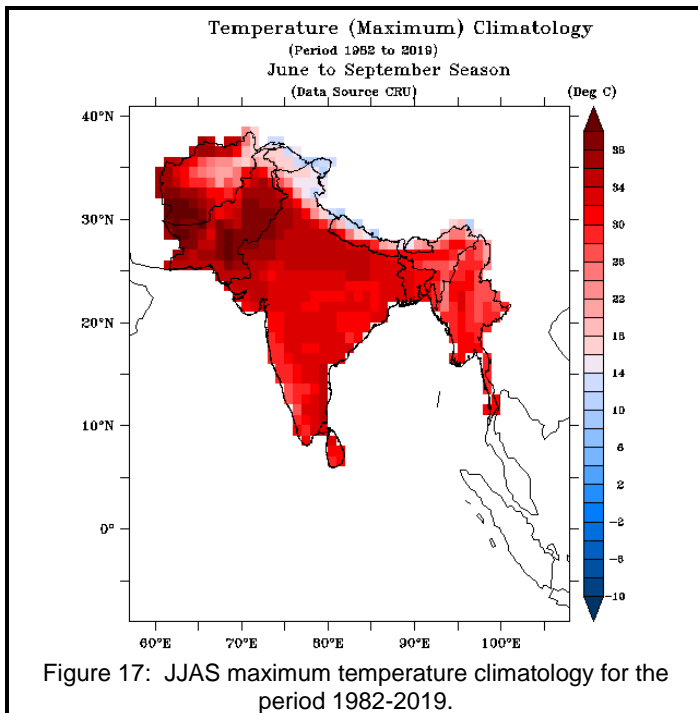 Temperature (Maximum) Climatology
(Period 1982 to 2019)
June to September Season
(Data Source CRU)
(Deg C)
40°N
30°N
20°N
10°N
0°
60°E
70°E
80°E
90°E
100°E
38
34
30
26
22
18
14
10
6
2
-2
-6
-10
Figure 17: JJAS maximum temperature climatology for the
period 1982-2019.